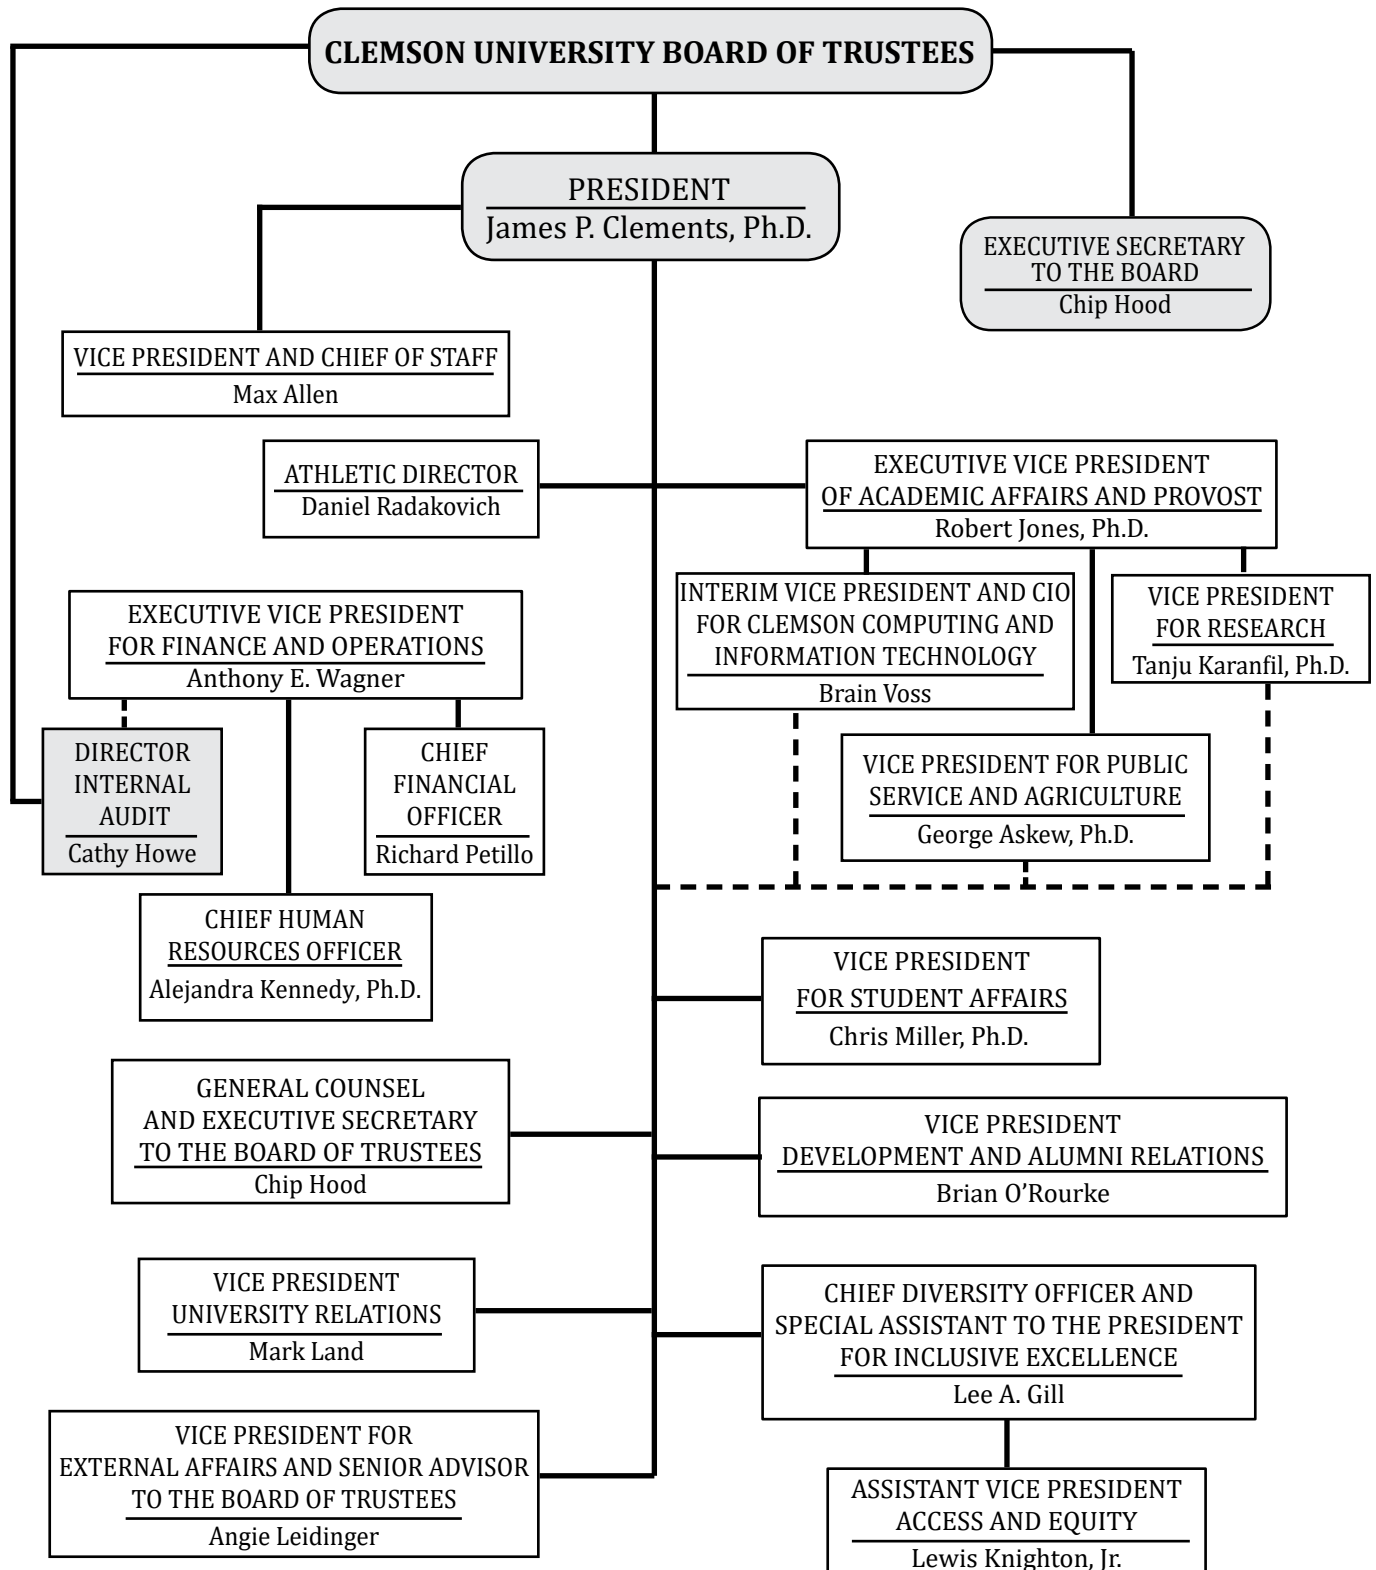 CLEMSON UNIVERSITY BOARD OF TRUSTEES
PRESIDENT
James P. Clements, Ph.D.
EXECUTIVE SECRETARY
TO THE BOARD
Chip Hood
VICE PRESIDENT AND CHIEF OF STAFF
Max Allen
ATHLETIC DIRECTOR
Daniel Radakovich
EXECUTIVE VICE PRESIDENT
OF ACADEMIC AFFAIRS AND PROVOST
Robert Jones, Ph.D.
INTERIM VICE PRESIDENT AND CIO
FOR CLEMSON COMPUTING AND
INFORMATION TECHNOLOGY
Brain Voss
VICE PRESIDENT
FOR RESEARCH
Tanju Karanfil, Ph.D.
EXECUTIVE VICE PRESIDENT
FOR FINANCE AND OPERATIONS
Anthony E. Wagner
DIRECTOR
INTERNAL
AUDIT
Cathy Howe
CHIEF
FINANCIAL
OFFICER
Richard Petillo
VICE PRESIDENT FOR PUBLIC
SERVICE AND AGRICULTURE
George Askew, Ph.D.
CHIEF HUMAN
RESOURCES OFFICER
Alejandra Kennedy, Ph.D.
VICE PRESIDENT
FOR STUDENT AFFAIRS
Chris Miller, Ph.D.
GENERAL COUNSEL
AND EXECUTIVE SECRETARY
TO THE BOARD OF TRUSTEES
Chip Hood
VICE PRESIDENT
DEVELOPMENT AND ALUMNI RELATIONS
Brian O'Rourke
VICE PRESIDENT
UNIVERSITY RELATIONS
Mark Land
CHIEF DIVERSITY OFFICER AND
SPECIAL ASSISTANT TO THE PRESIDENT
FOR INCLUSIVE EXCELLENCE
Lee A. Gill
VICE PRESIDENT FOR
EXTERNAL AFFAIRS AND SENIOR ADVISOR
TO THE BOARD OF TRUSTEES
Angie Leidinger
ASSISTANT VICE PRESIDENT
ACCESS AND EQUITY
Lewis Knighton, Jr.